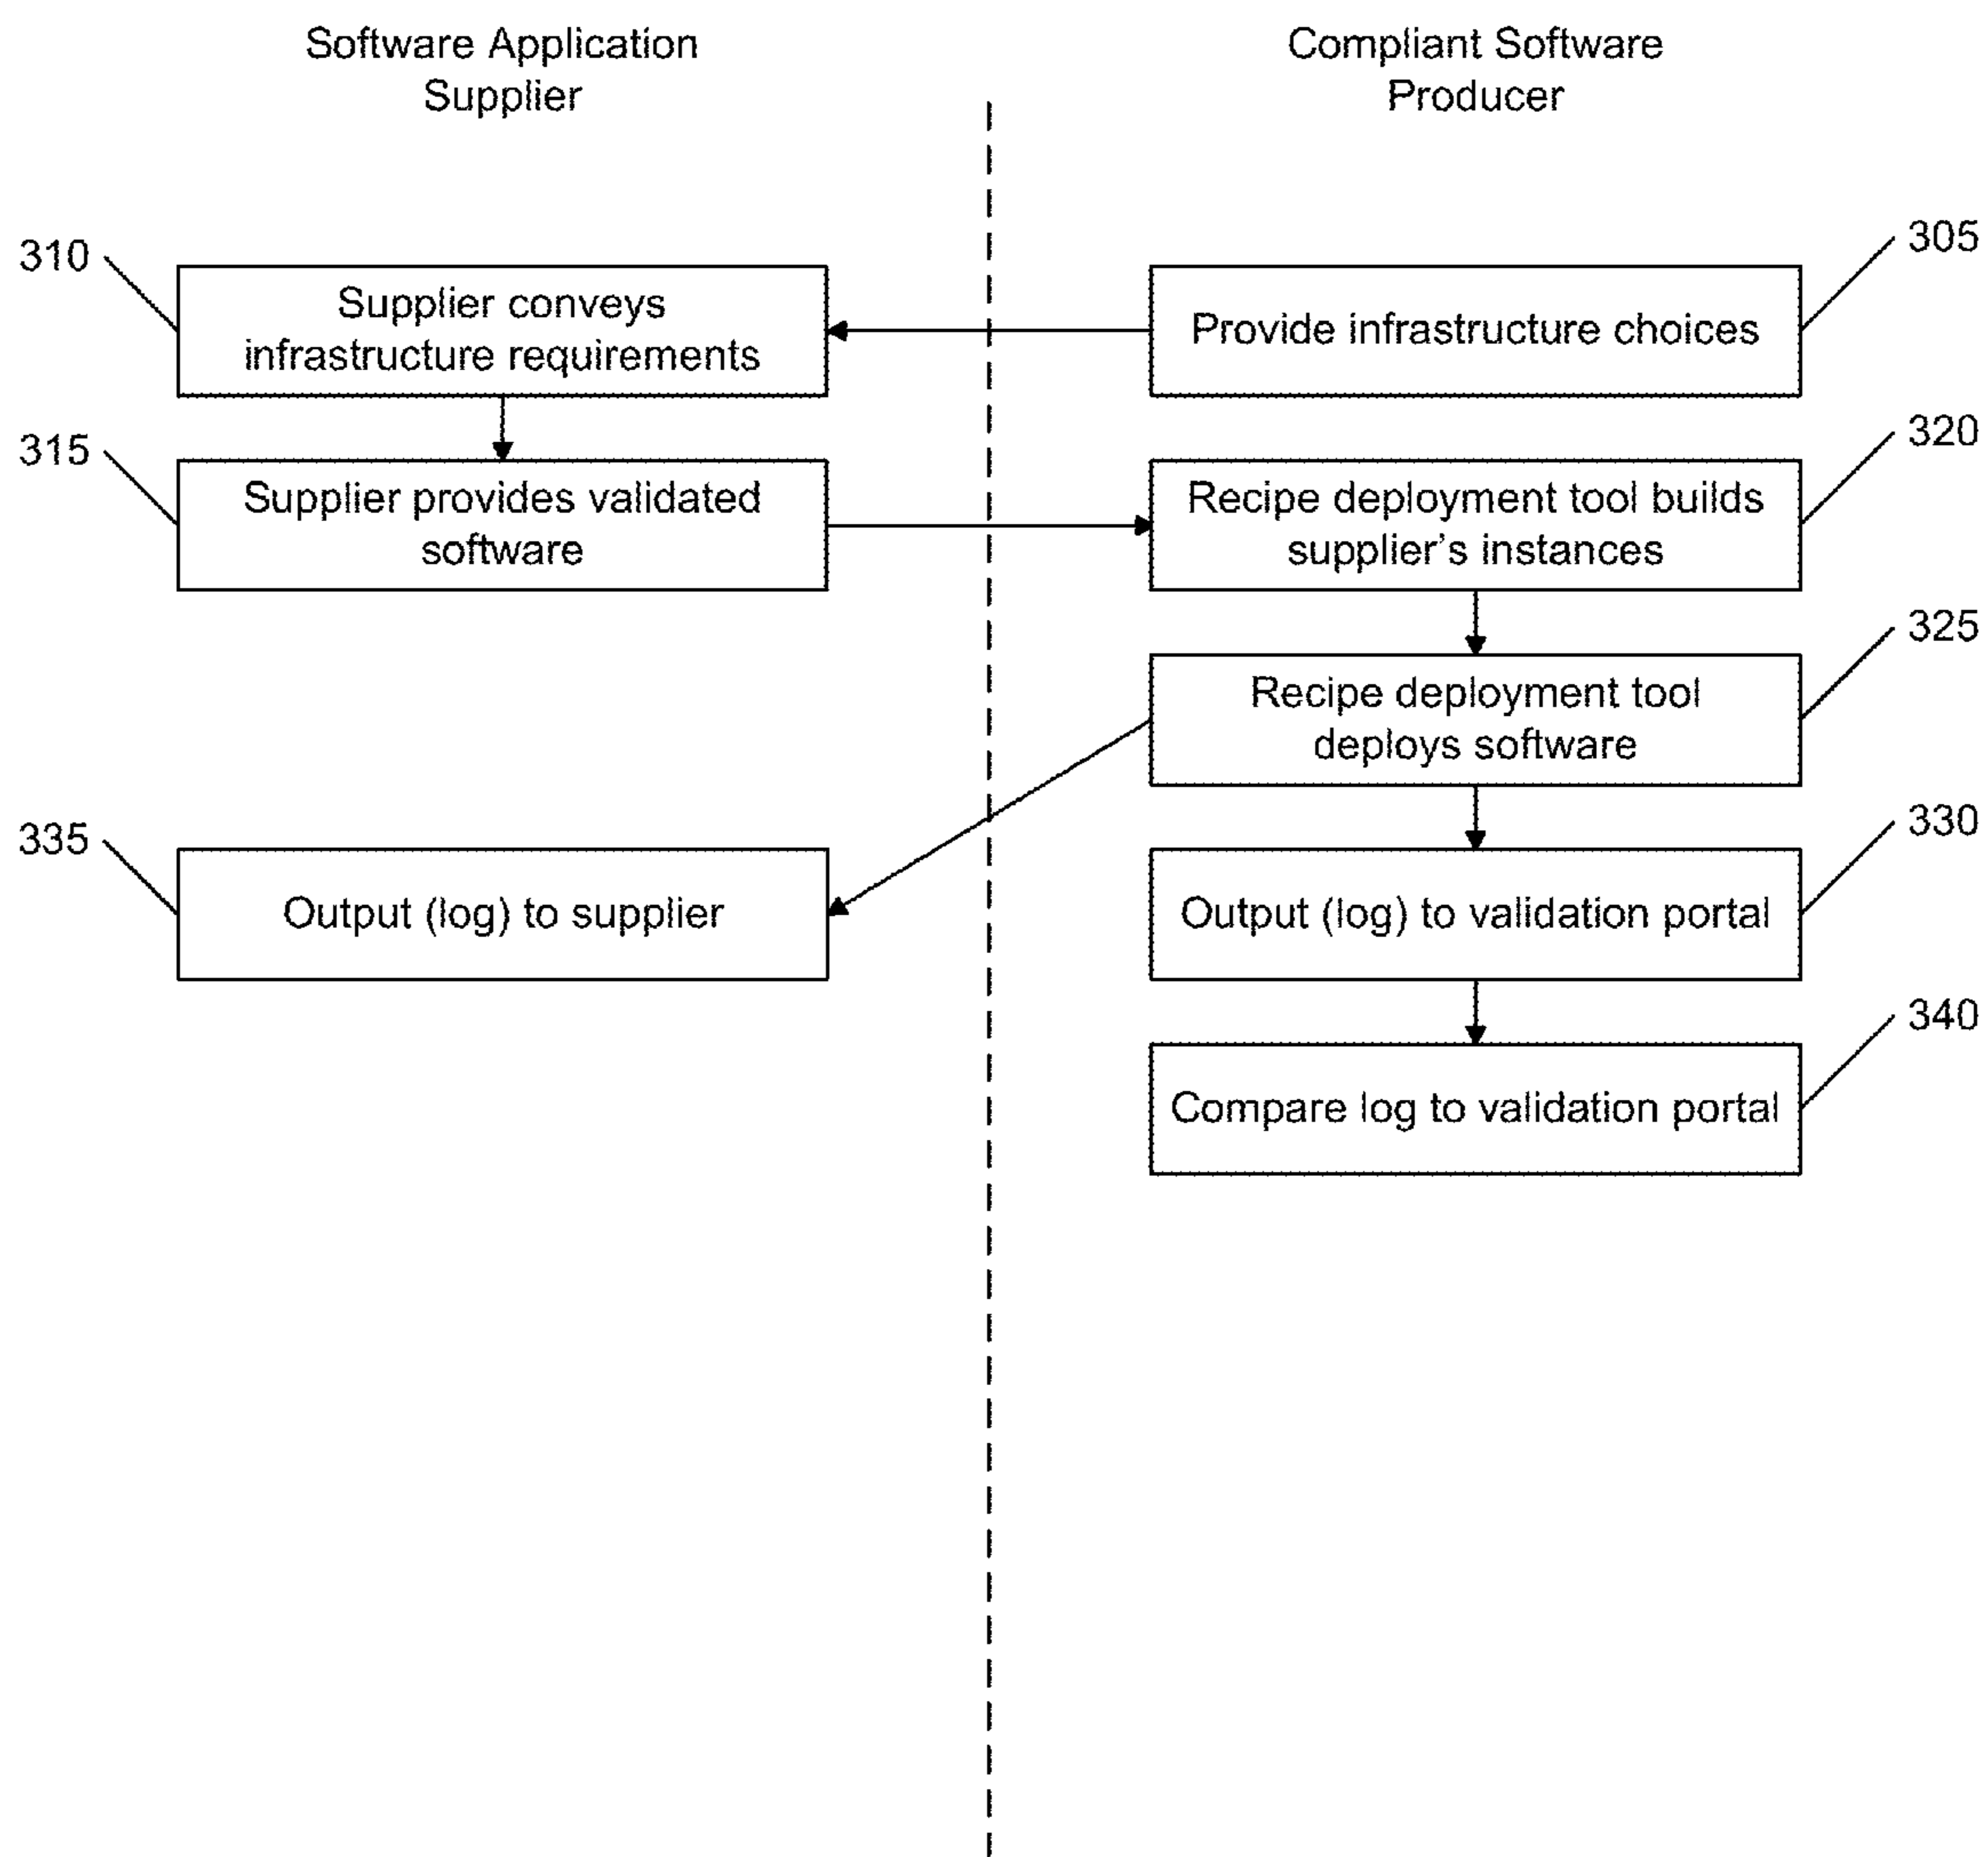 Software Application
Supplier
Compliant Software
Producer
310
Supplier conveys
infrastructure requirements
Provide infrastructure choices
305
315
Supplier provides validated
software
Recipe deployment tool builds
supplier's instances
320
Recipe deployment tool
deploys software
325
335
Output (log) to supplier
Output (log) to validation portal
330
Compare log to validation portal
340